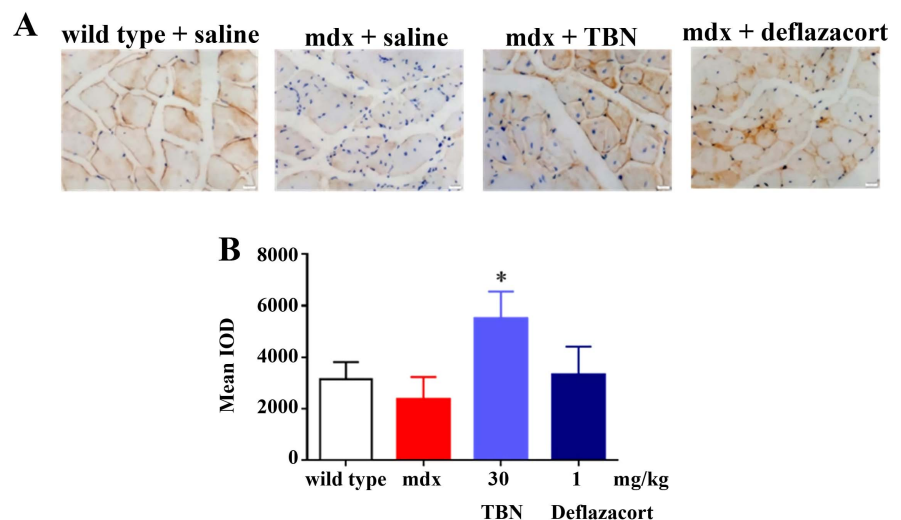 A
wild type + saline
mdx + saline
mdx + TBN
mdx + deflazacort
B
Mean IOD
8000
6000
4000
2000
0
*
wild type mdx 30 1 mg/kg
TBN Deflazacort